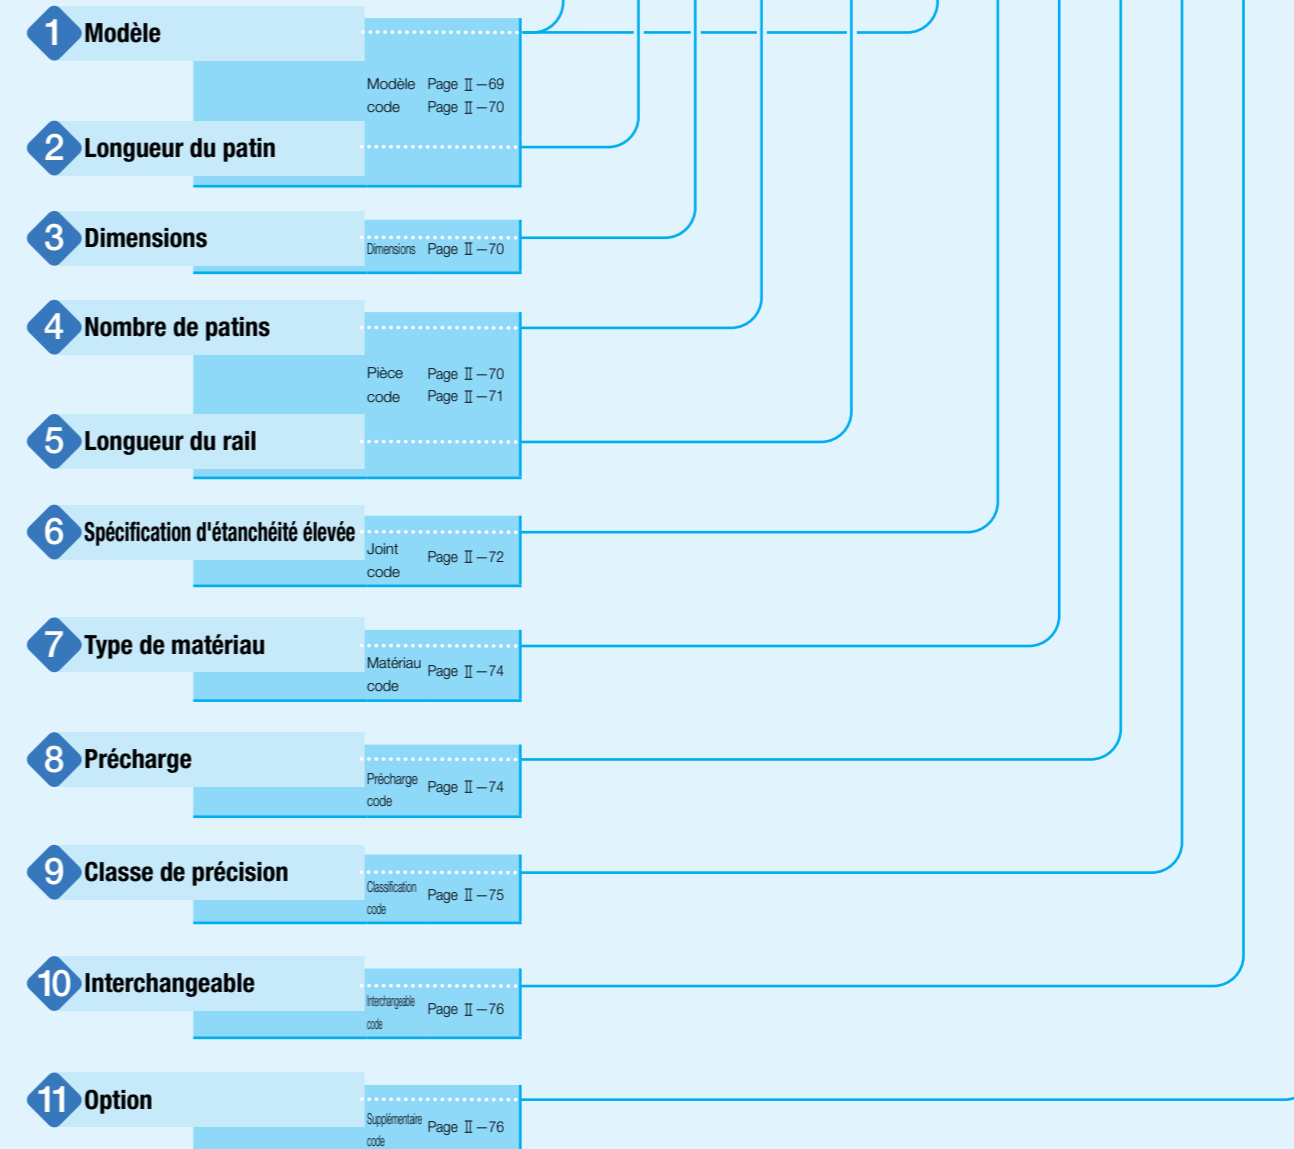 1 Modèle
Modèle Page Ⅱ－69
code Page Ⅱ－70
2 Longueur du patin
3 Dimensions
Dimensions Page Ⅱ－70
4 Nombre de patins
Pièce Page Ⅱ－70
code Page Ⅱ－71
5 Longueur du rail
6 Spécification d'étanchéité élevée
Joint
code Page Ⅱ－72
7 Type de matériau
Matériau
code Page Ⅱ－74
8 Précharge
Précharge
code Page Ⅱ－74
9 Classe de précision
Classification
code Page Ⅱ－75
10 Interchangeable
Interchangeable
code Page Ⅱ－76
11 Option
Supplémentaire
code Page Ⅱ－76